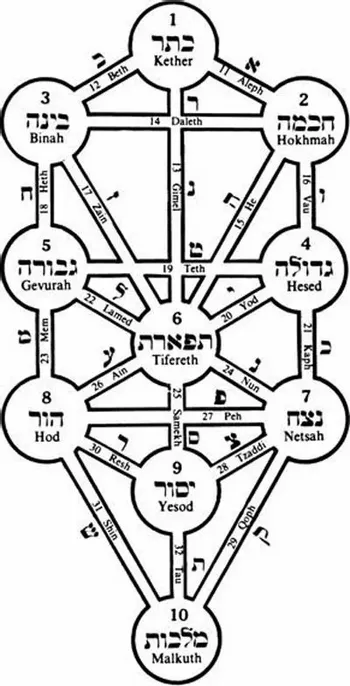 1
כתר
Kether
ב
12 Beth
11 Aleph
א
3
בינה
Binah
ד
14 Daleth
2
חכמה
Hokhmah
ח
18 Heth
17 Zain
ז
13 Gimel
ג
ה
15 He
16 Vau
ו
5
גבורה
Gevurah
ט
19 Teth
4
גדולה
Hesed
22 Lamed
ל
י
20 Yod
6
תפארת
Tifereth
מ
23 Mem
21 Kaph
כ
ע
26 Ain
24 Nun
נ
25 Samekh
פ
27 Peh
8
הוד
Hod
7
נצח
Netsah
ר
30 Resh
ס
צ
28 Tzaddi
9
יסוד
Yesod
31 Shin
ש
32 Tau
ת
29 Qoph
ק
10
מלכות
Malkuth